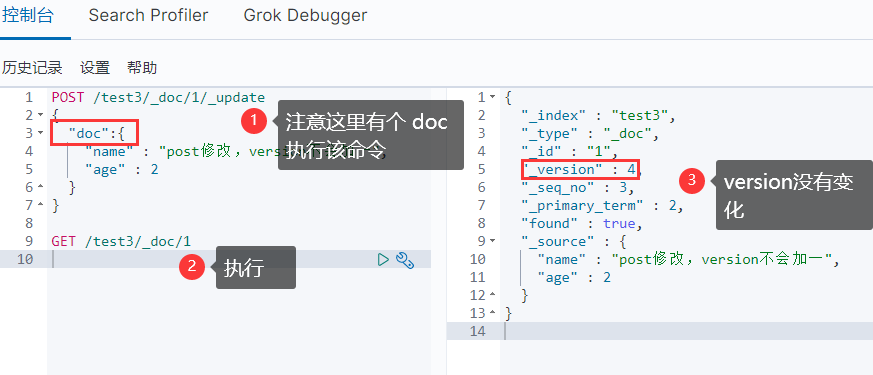 控制台 Search Profiler Grok Debugger
历史记录 设置 帮助
1 POST /test3/_doc/1/_update
2 {
3 "doc":{
4 "name" : "post修改，
5 "age" : 2
6 }
7 }
8
9 GET /test3/_doc/1
10
1 注意这里有个 doc
执行该命令
2 执行
1 {
2 "_index" : "test3",
3 "_type" : "_doc",
4 "_id" : "1",
5 "_version" : 4,
6 "_seq_no" : 3,
7 "_primary_term" : 2,
8 "found" : true,
9 "_source" : {
10 "name" : "post修改，version不会加一",
11 "age" : 2
12 }
13 }
14
3 version没有变
化